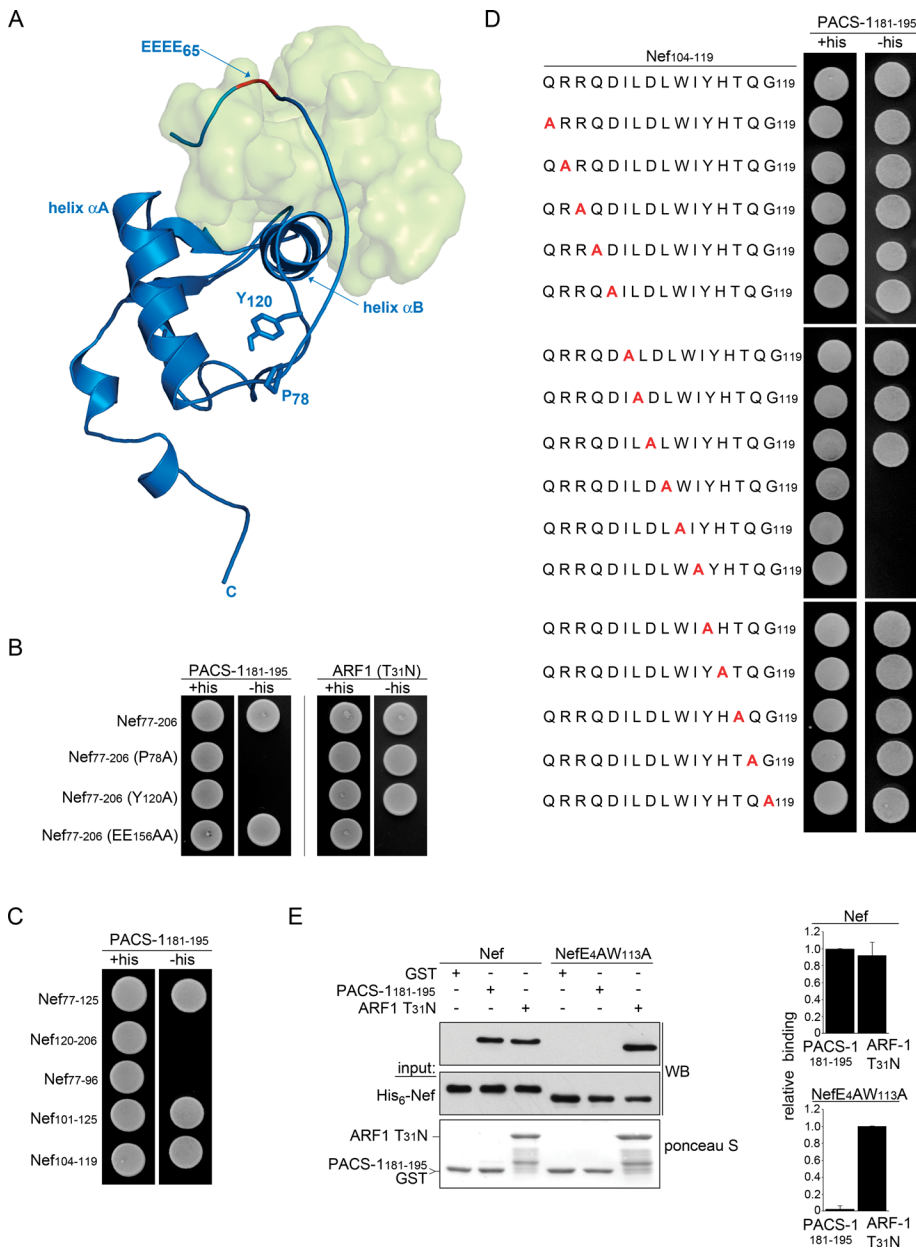 A
EEEE65
helix αA
Y120
helix αB
P78
C
B
PACS-1181-195
ARF1 (T31N)
+his -his +his -his
Nef77-206
Nef77-206 (P78A)
Nef77-206 (Y120A)
Nef77-206 (EE156AA)
C
PACS-1181-195
+his -his
Nef77-125
Nef120-206
Nef77-96
Nef101-125
Nef104-119
D
PACS-1181-195
+his -his
Nef104-119
QRRQDILDLWIYHTQG119
ARRQDILDLWIYHTQG119
QARQDILDLWIYHTQG119
QRAQDILDLWIYHTQG119
QRRADILDLWIYHTQG119
QRRQAILDLWIYHTQG119
QRRQDALDLWIYHTQG119
QRRQDIADLWIYHTQG119
QRRQDILALWIYHTQG119
QRRQDILDAWIYHTQG119
QRRQDILDLAIYHTQG119
QRRQDILDLWAYHTQG119
QRRQDILDLWIAHTQG119
QRRQDILDLWIYATQG119
QRRQDILDLWIYHAQG119
QRRQDILDLWIYHTAG119
QRRQDILDLWIYHTQA119
E
Nef NefE4AW113A
GST + - - + - -
PACS-1181-195 - + - - + -
ARF1 T31N - - + - - +
input:
His6-Nef
WB
ARF1 T31N
PACS-1181-195
GST
ponceau S
relative binding
Nef
1.2
1.0
0.8
0.6
0.4
0.2
0
PACS-1 181-195
ARF-1 T31N
NefE4AW113A
1.2
1.0
0.8
0.6
0.4
0.2
0
PACS-1 181-195
ARF-1 T31N